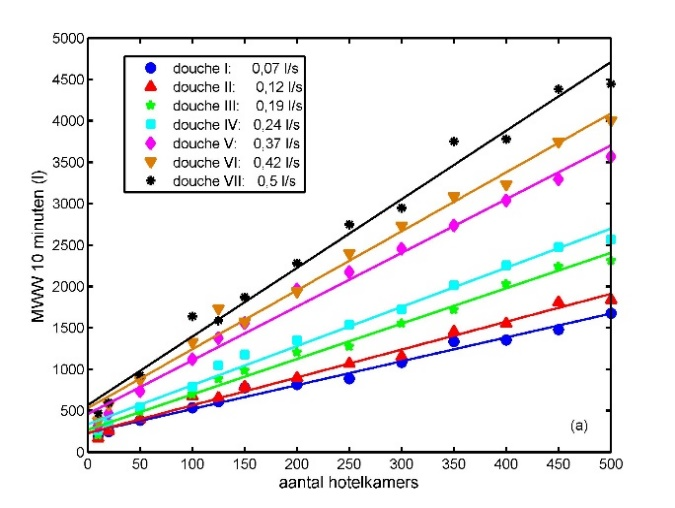 5000
4500
4000
3500
3000
2500
2000
1500
1000
500
0
MWW 10 minuten (l)
douche I: 0,07 l/s
douche II: 0,12 l/s
douche III: 0,19 l/s
douche IV: 0,24 l/s
douche V: 0,37 l/s
douche VI: 0,42 l/s
douche VII: 0,5 l/s
(a)
0 50 100 150 200 250 300 350 400 450 500
aantal hotelkamers